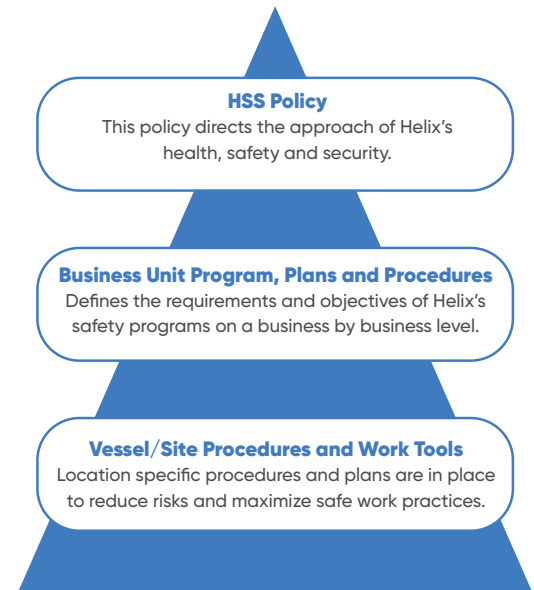 HSS Policy
This policy directs the approach of Helix’s
health, safety and security.
Business Unit Program, Plans and Procedures
Defines the requirements and objectives of Helix’s
safety programs on a business by business level.
Vessel/Site Procedures and Work Tools
Location specific procedures and plans are in place
to reduce risks and maximize safe work practices.